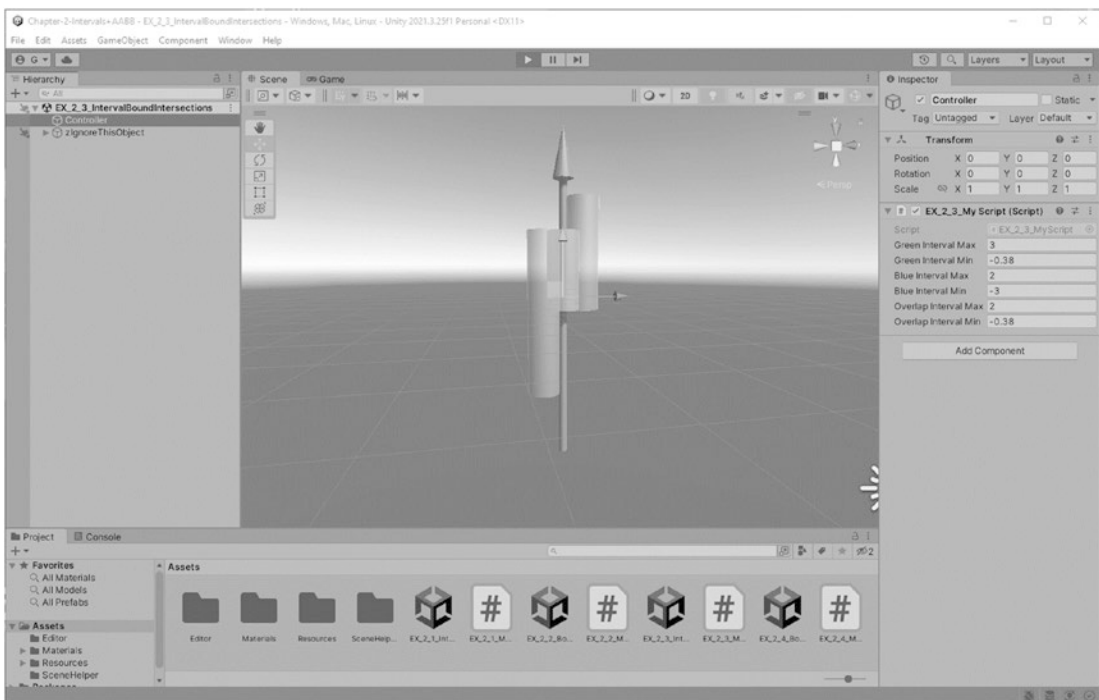 Chapter-2-Intervals+AABB - EX_2_3_IntervalBoundIntersections - Windows, Mac, Linux - Unity 2021.3.25f1 Personal <DX11>
File Edit Assets GameObject Component Window Help
G Layers Layout
Hierarchy
All
EX_2_3_IntervalBoundIntersections
Controller
zIgnoreThisObject
Scene Game
2D
Persp
Inspector
Controller Static
Tag Untagged Layer Default
Transform
Position X 0 Y 0 Z 0
Rotation X 0 Y 0 Z 0
Scale X 1 Y 1 Z 1
# EX_2_3_My Script (Script)
Script EX_2_3_MyScript
Green Interval Max 3
Green Interval Min -0.38
Blue Interval Max 2
Blue Interval Min -3
Overlap Interval Max 2
Overlap Interval Min -0.38
Add Component
Project Console
2
Favorites
All Materials
All Models
All Prefabs
Assets
Editor
Materials
Resources
SceneHelper
Packages
Assets
# # # #
Editor Materials Resources SceneHelp... EX_2_1_Int... EX_2_1_M... EX_2_2_Bo... EX_2_2_M... EX_2_3_Int... EX_2_3_M... EX_2_4_Bo... EX_2_4_M...